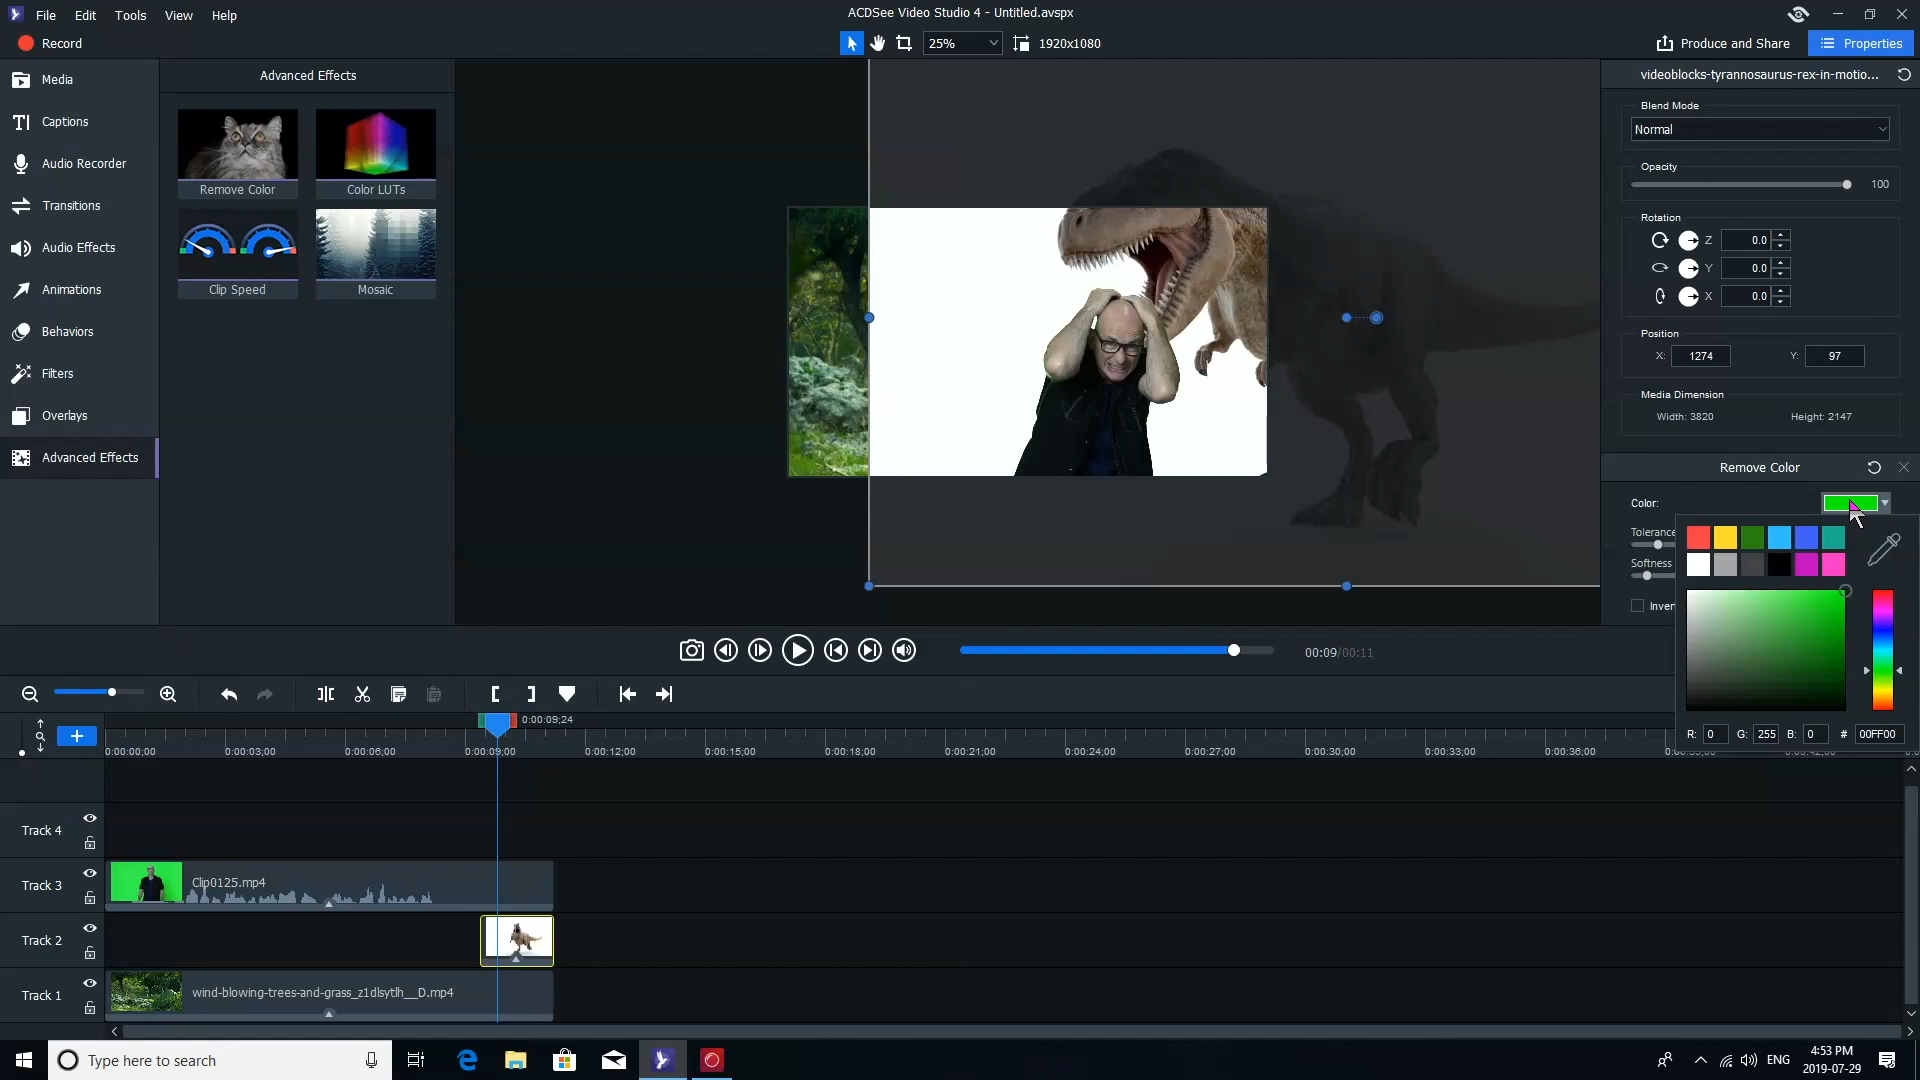 File Edit Tools View Help
ACDSee Video Studio 4 - Untitled.avspx
Record
25%
1920x1080
Produce and Share
Properties
Media
Captions
Audio Recorder
Transitions
Audio Effects
Animations
Behaviors
Filters
Overlays
Advanced Effects
Advanced Effects
Remove Color
Color LUTs
Clip Speed
Mosaic
videoblocks-tyrannosaurus-rex-in-motio...
Blend Mode
Normal
Opacity
100
Rotation
Z 0.0
Y 0.0
X 0.0
Position
X: 1274 Y: 97
Media Dimension
Width: 3820 Height: 2147
Remove Color
Color:
Tolerance
Softness
Inver
R: 0 G: 255 B: 0 # 00FF00
00:09/00:11
0:00:09;24
0:00:00;00 0:00:03;00 0:00:06;00 0:00:09;00 0:00:12;00 0:00:15;00 0:00:18;00 0:00:21;00 0:00:24;00 0:00:27;00 0:00:30;00 0:00:33;00 0:00:36;00
Track 4
Track 3
Clip0125.mp4
Track 2
Track 1
wind-blowing-trees-and-grass_z1dlsytlh__D.mp4
Type here to search
ENG
4:53 PM
2019-07-29